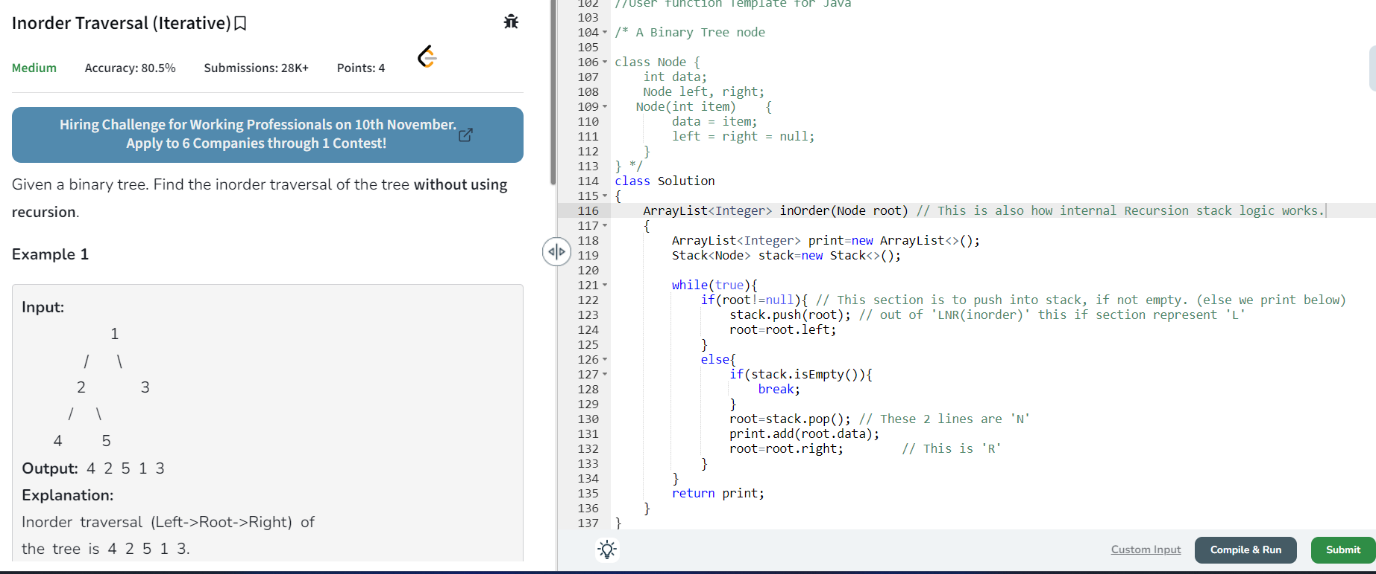 Inorder Traversal (Iterative)
Medium Accuracy: 80.5% Submissions: 28K+ Points: 4
Hiring Challenge for Working Professionals on 10th November.
Apply to 6 Companies through 1 Contest!
Given a binary tree. Find the inorder traversal of the tree without using
recursion.
Example 1
Input:
1
/ \
2 3
/ \
4 5
Output: 4 2 5 1 3
Explanation:
Inorder traversal (Left->Root->Right) of
the tree is 4 2 5 1 3.
102 //User function Template for Java
103
104 /* A Binary Tree node
105
106 class Node {
107 int data;
108 Node left, right;
109 Node(int item) {
110 data = item;
111 left = right = null;
112 }
113 } */
114 class Solution
115 {
116 ArrayList<Integer> inOrder(Node root) // This is also how internal Recursion stack logic works.
117 {
118 ArrayList<Integer> print=new ArrayList<>();
119 Stack<Node> stack=new Stack<>();
120
121 while(true){
122 if(root!=null){ // This section is to push into stack, if not empty. (else we print below)
123 stack.push(root); // out of 'LNR(inorder)' this if section represent 'L'
124 root=root.left;
125 }
126 else{
127 if(stack.isEmpty()){
128 break;
129 }
130 root=stack.pop(); // These 2 lines are 'N'
131 print.add(root.data);
132 root=root.right; // This is 'R'
133 }
134 }
135 return print;
136 }
137 }
Custom Input Compile & Run Submit